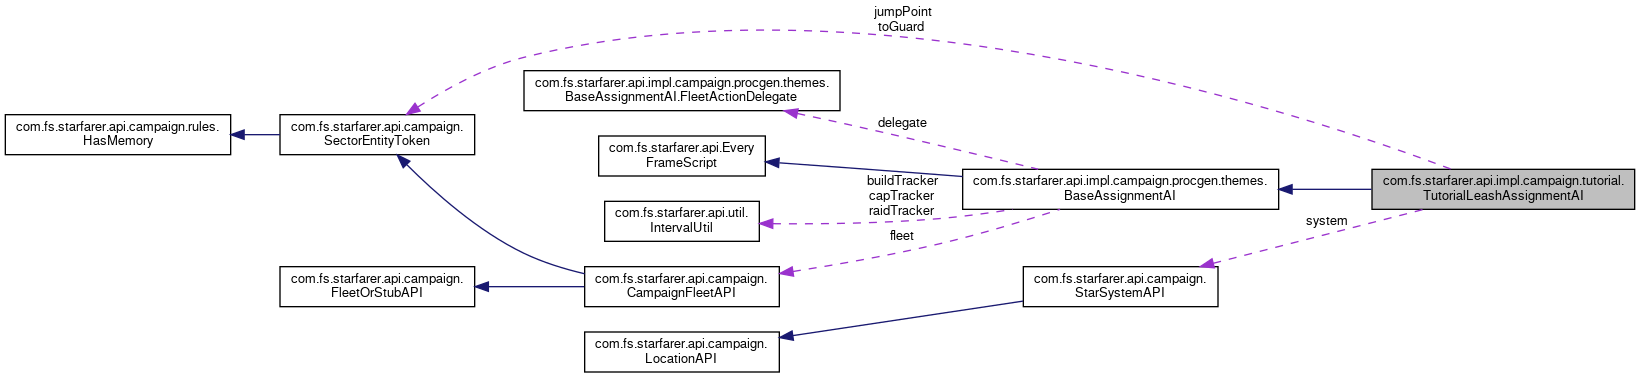 jumpPoint
toGuard
com.fs.starfarer.api.impl.campaign.procgen.themes.
BaseAssignmentAI.FleetActionDelegate
com.fs.starfarer.api.campaign.rules.
HasMemory
com.fs.starfarer.api.campaign.
SectorEntityToken
delegate
com.fs.starfarer.api.Every
FrameScript
buildTracker
capTracker
raidTracker
com.fs.starfarer.api.impl.campaign.procgen.themes.
BaseAssignmentAI
com.fs.starfarer.api.impl.campaign.tutorial.
TutorialLeashAssignmentAI
com.fs.starfarer.api.util.
IntervalUtil
fleet
system
com.fs.starfarer.api.campaign.
FleetOrStubAPI
com.fs.starfarer.api.campaign.
CampaignFleetAPI
com.fs.starfarer.api.campaign.
StarSystemAPI
com.fs.starfarer.api.campaign.
LocationAPI